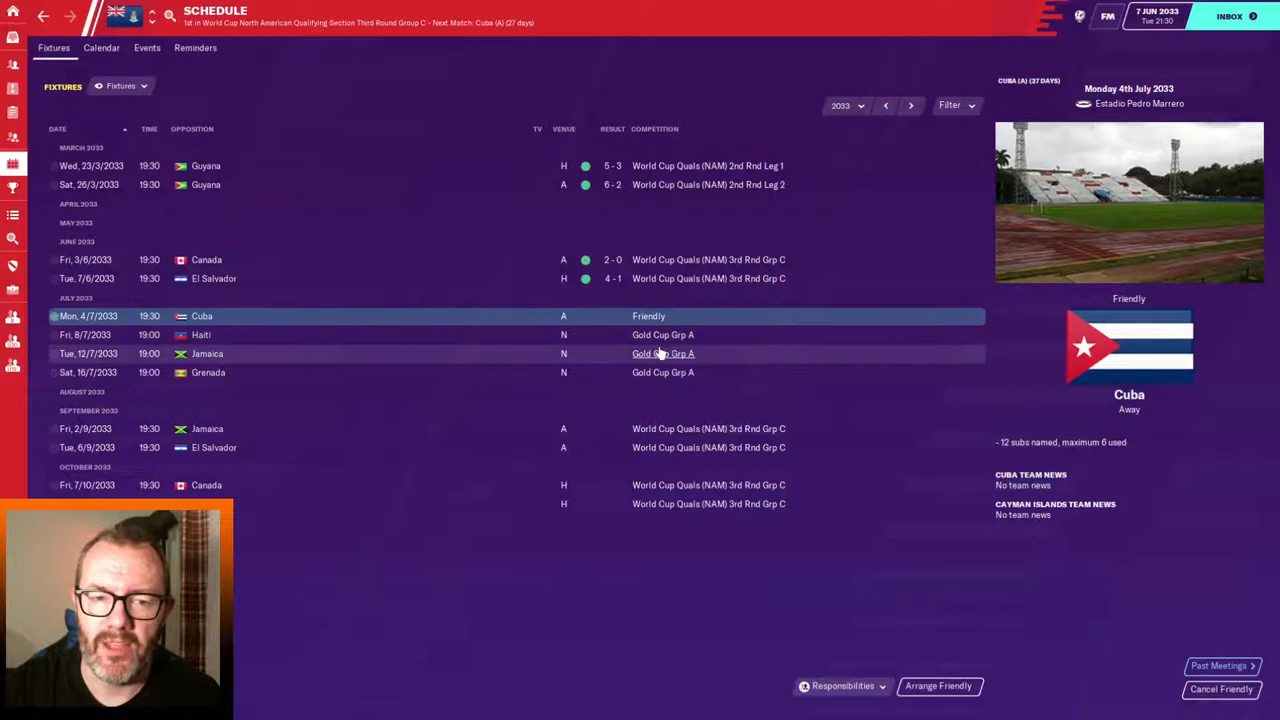 SCHEDULE
1st in World Cup North American Qualifying Section Third Round Group C - Next Match: Cuba (A) (27 days)
FM
7 JUN 2033
Tue 21:30
INBOX
Fixtures Calendar Events Reminders
FIXTURES Fixtures
2033 Filter
DATE TIME OPPOSITION TV VENUE RESULT COMPETITION
MARCH 2033
Wed, 23/3/2033 19:30 Guyana H 5 - 3 World Cup Quals (NAM) 2nd Rnd Leg 1
Sat, 26/3/2033 19:30 Guyana A 6 - 2 World Cup Quals (NAM) 2nd Rnd Leg 2
APRIL 2033
MAY 2033
JUNE 2033
Fri, 3/6/2033 19:30 Canada A 2 - 0 World Cup Quals (NAM) 3rd Rnd Grp C
Tue, 7/6/2033 19:30 El Salvador H 4 - 1 World Cup Quals (NAM) 3rd Rnd Grp C
JULY 2033
Mon, 4/7/2033 19:30 Cuba A Friendly
Fri, 8/7/2033 19:00 Haiti N Gold Cup Grp A
Tue, 12/7/2033 19:00 Jamaica N Gold Cup Grp A
Sat, 16/7/2033 19:00 Grenada N Gold Cup Grp A
AUGUST 2033
SEPTEMBER 2033
Fri, 2/9/2033 19:30 Jamaica A World Cup Quals (NAM) 3rd Rnd Grp C
Tue, 6/9/2033 19:30 El Salvador A World Cup Quals (NAM) 3rd Rnd Grp C
OCTOBER 2033
Fri, 7/10/2033 19:30 Canada H World Cup Quals (NAM) 3rd Rnd Grp C
H World Cup Quals (NAM) 3rd Rnd Grp C
CUBA (A) (27 DAYS)
Monday 4th July 2033
Estadio Pedro Marrero
Friendly
Cuba
Away
- 12 subs named, maximum 6 used
CUBA TEAM NEWS
No team news
CAYMAN ISLANDS TEAM NEWS
No team news
Past Meetings
Responsibilities Arrange Friendly Cancel Friendly